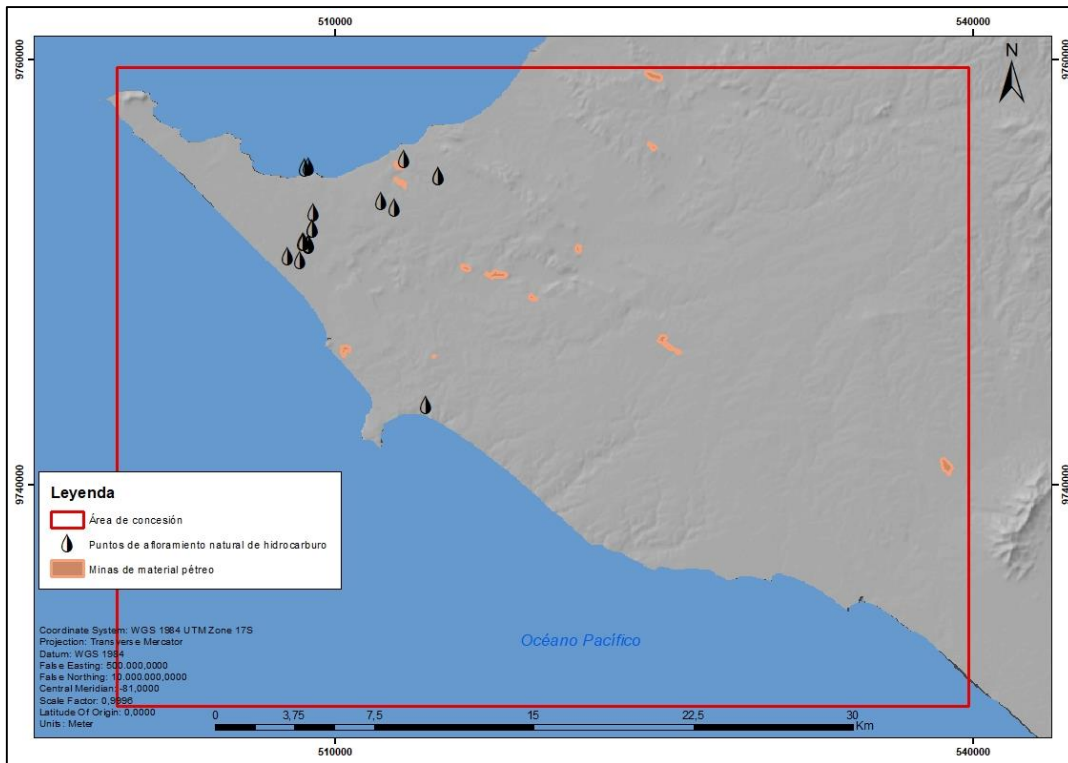 510000
540000
9760000
9760000
N
9740000
9740000
Leyenda
Área de concesión
Puntos de afloramiento natural de hidrocarburo
Minas de material pétreo
Océano Pacífico
Coordinate System: WGS 1984 UTM Zone 17S
Projection: Transverse Mercator
Datum: WGS 1984
False Easting: 500.000,0000
False Northing: 10.000.000,0000
Central Meridian: -81,0000
Scale Factor: 0,9996
Latitude Of Origin: 0,0000
Units: Meter
0 3,75 7,5 15 22,5 30
Km
510000
540000